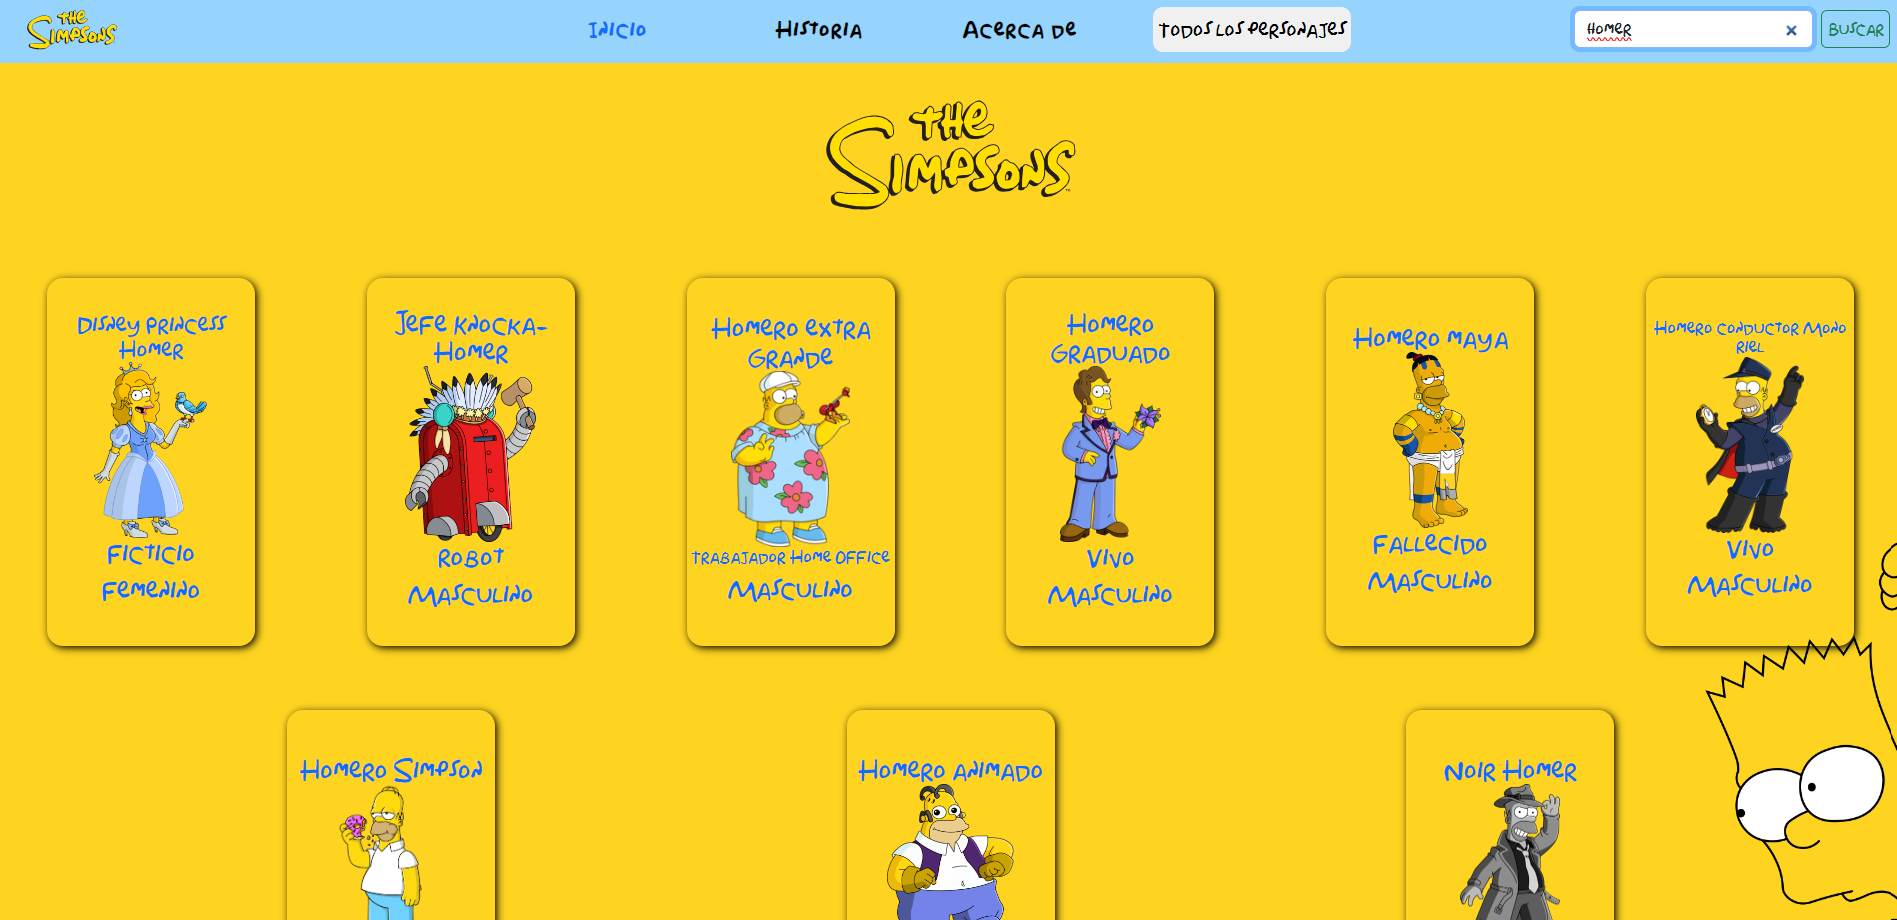 The Simpsons
Inicio
Historia
Acerca de
Todos los personajes
Homer
Buscar
The
Simpsons
TM
Disney princess
Homer
Ficticio
Femenino
Jefe Knocka-
Homer
Robot
Masculino
Homero extra
grande
Trabajador Home Office
Masculino
Homero
graduado
Vivo
Masculino
Homero maya
Fallecido
Masculino
Homero conductor mono
riel
Vivo
Masculino
Homero Simpson
Homero animado
Noir Homer